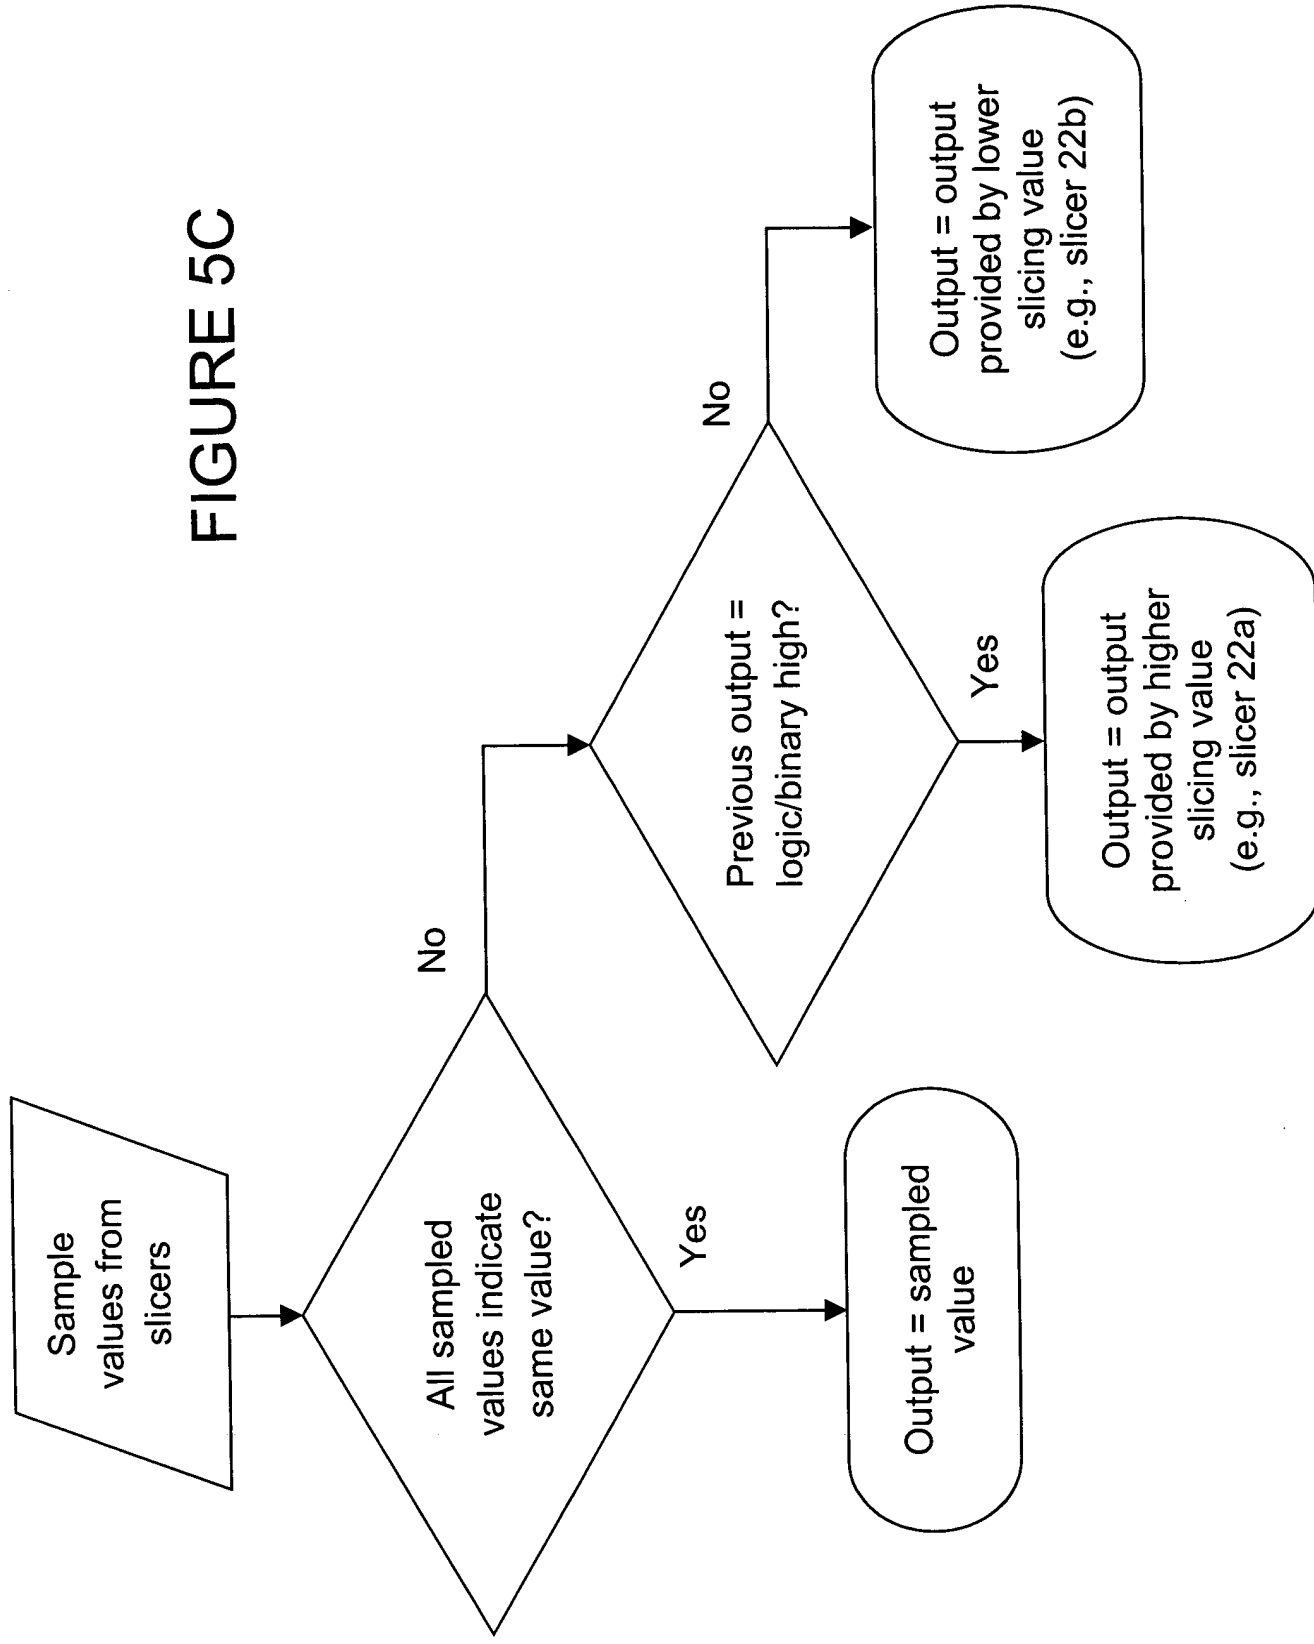 FIGURE 5C
Sample
values from
slicers
All sampled
values indicate
same value?
No
Yes
Output = sampled
value
Previous output =
logic/binary high?
No
Yes
Output = output
provided by higher
slicing value
(e.g., slicer 22a)
Output = output
provided by lower
slicing value
(e.g., slicer 22b)